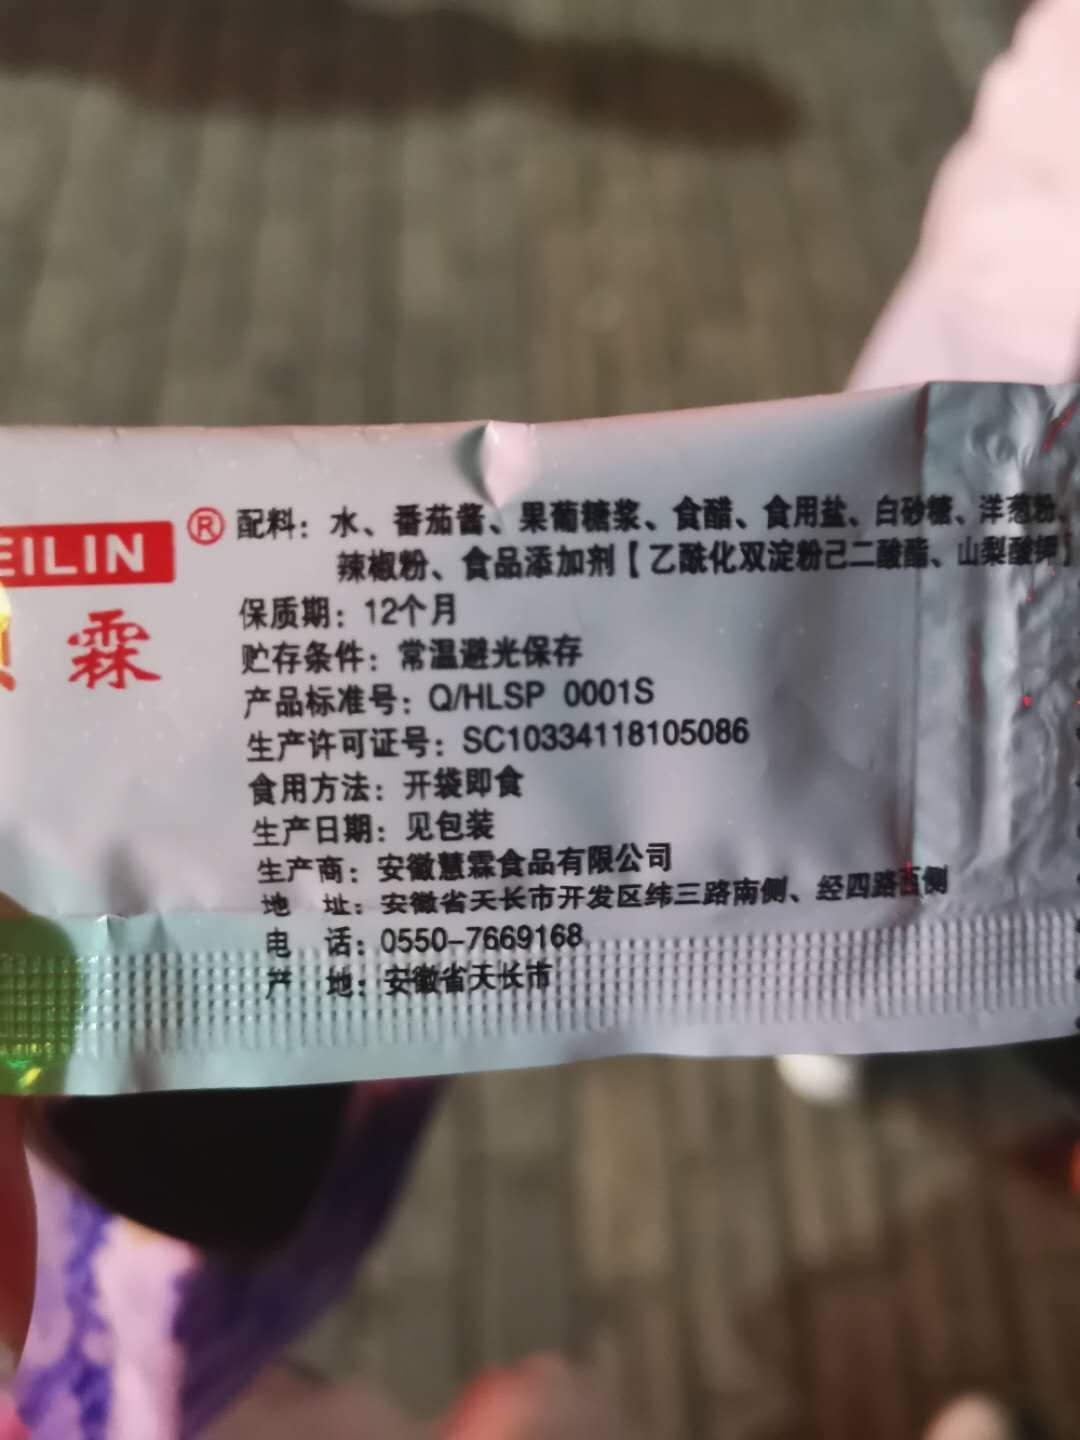 EILIN
®
霖
配料：水、番茄酱、果葡糖浆、食醋、食用盐、白砂糖、洋葱粉、
辣椒粉、食品添加剂【乙酰化双淀粉己二酸酯、山梨酸钾】
保质期：12个月
贮存条件：常温避光保存
产品标准号：Q/HLSP 0001S
生产许可证号：SC10334118105086
食用方法：开袋即食
生产日期：见包装
生产商：安徽慧霖食品有限公司
地 址：安徽省天长市开发区纬三路南侧、经四路西侧
电 话：0550-7669168
产 地：安徽省天长市